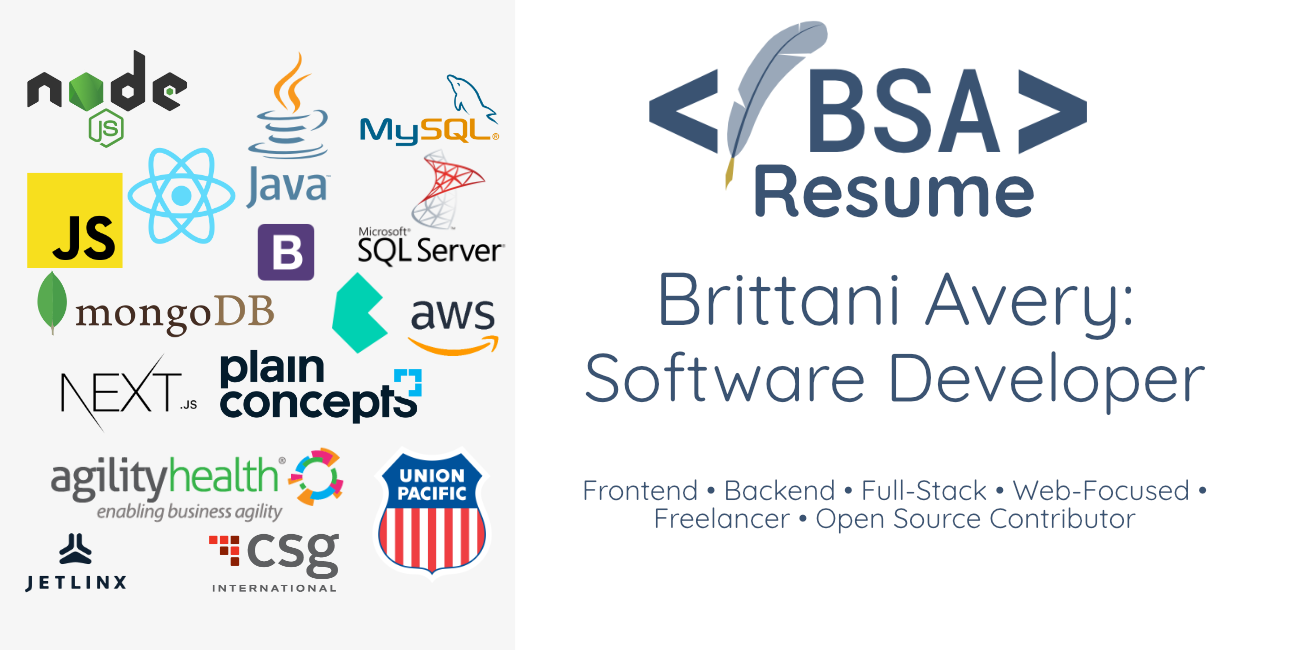 node
JS
Java™
MySQL®
JS
B
Microsoft®
SQL Server®
mongoDB
aws
NEXT.JS
plain
concepts
agilityhealth®
enabling business agility
UNION
PACIFIC
JETLINX
csg
INTERNATIONAL
< BSA >
Resume
Brittani Avery:
Software Developer
Frontend • Backend • Full-Stack • Web-Focused •
Freelancer • Open Source Contributor